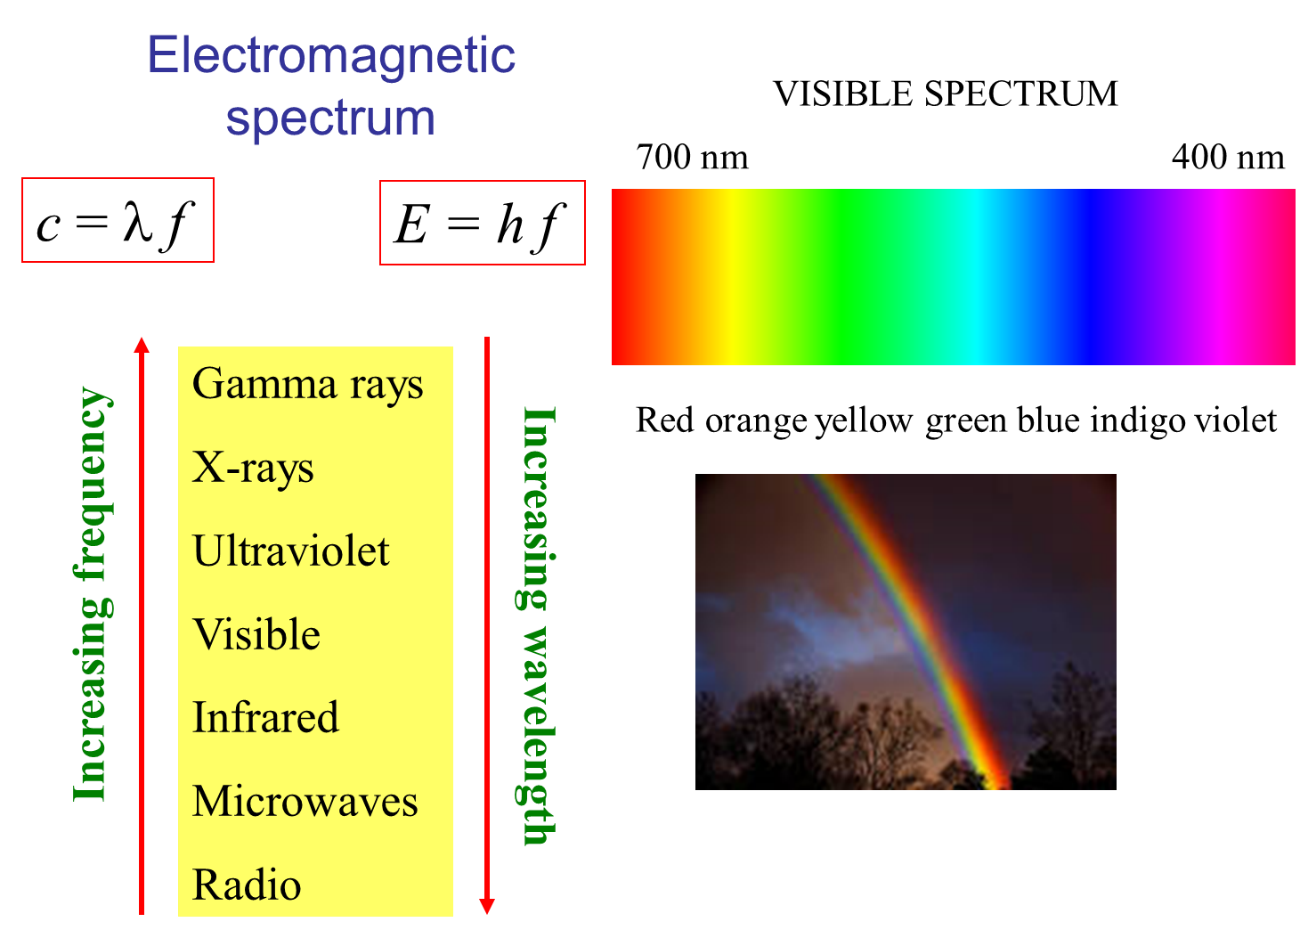 Electromagnetic
spectrum
c = λ f
E = h f
Increasing frequency
Gamma rays
X-rays
Ultraviolet
Visible
Infrared
Microwaves
Radio
Increasing wavelength
VISIBLE SPECTRUM
700 nm
400 nm
Red orange yellow green blue indigo violet